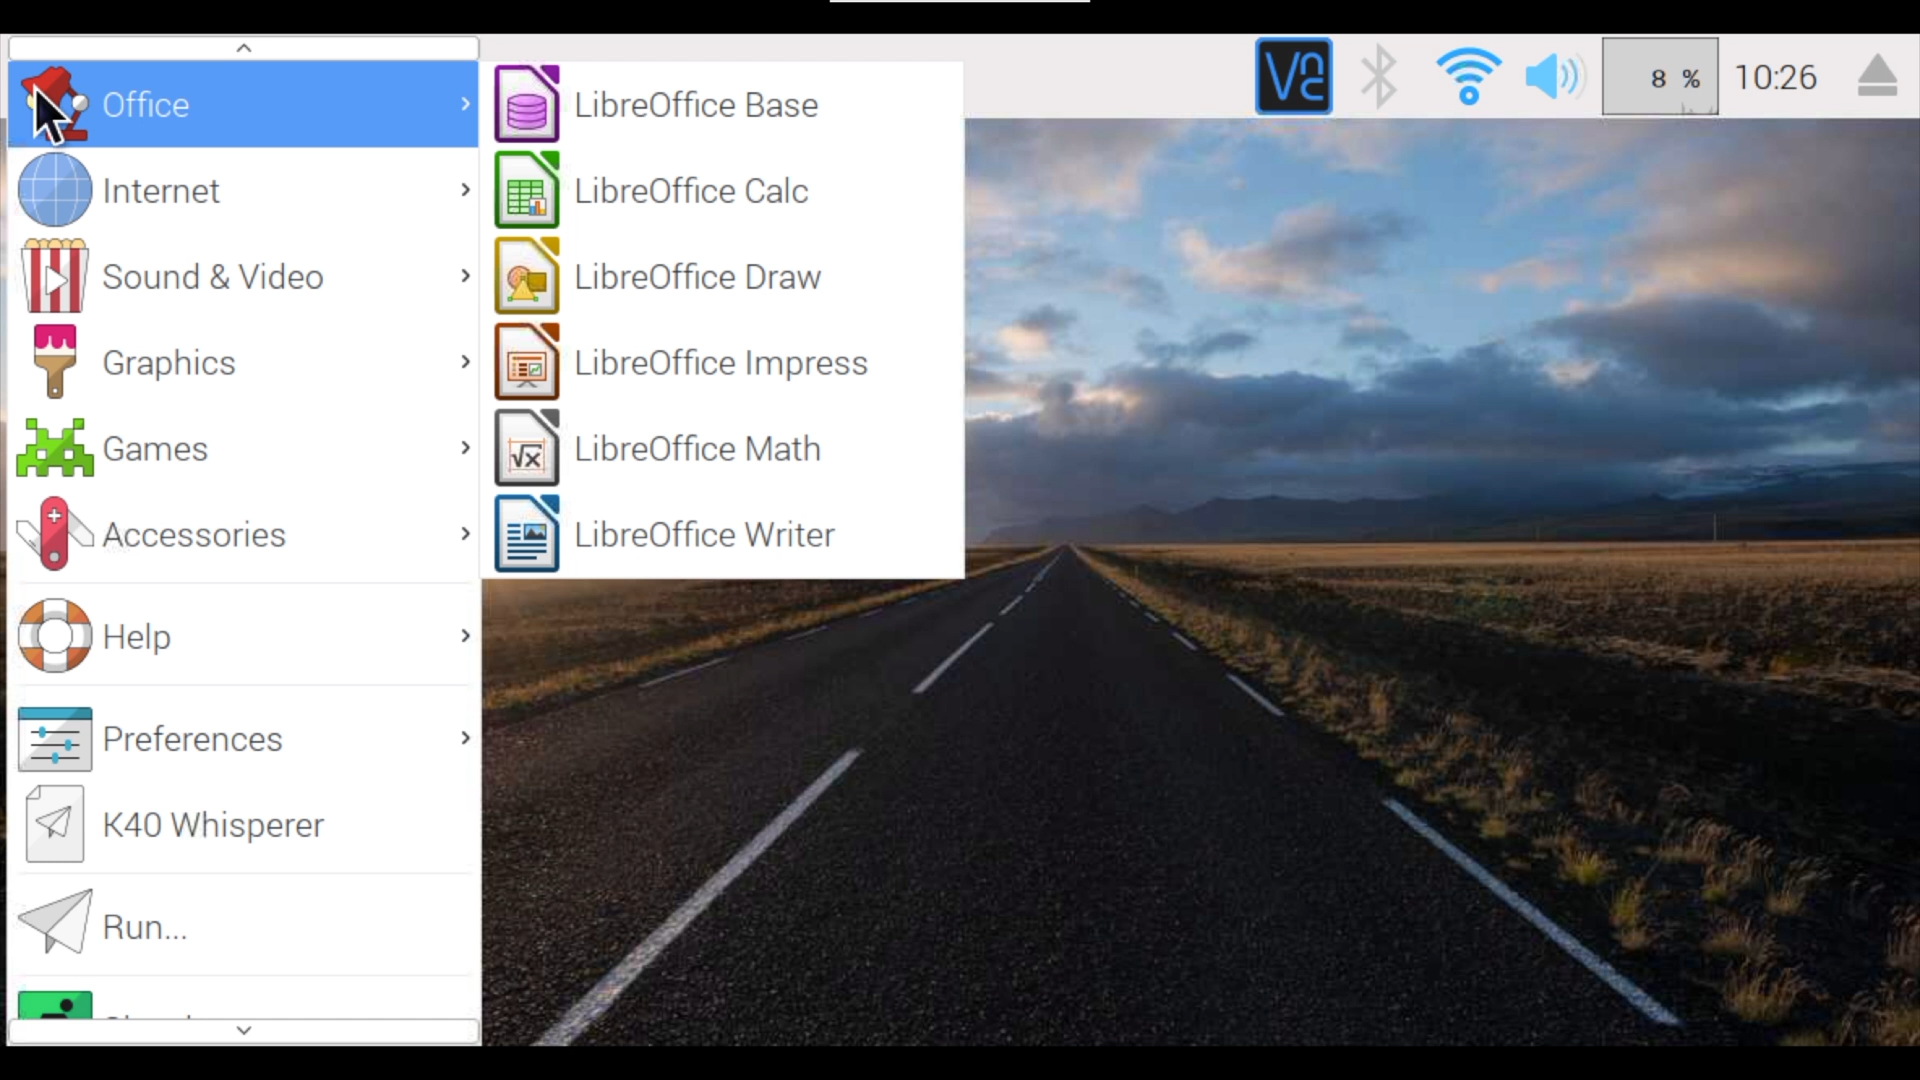 8 %
10:26
Office
Internet
Sound & Video
Graphics
Games
Accessories
Help
Preferences
K40 Whisperer
Run...
LibreOffice Base
LibreOffice Calc
LibreOffice Draw
LibreOffice Impress
LibreOffice Math
LibreOffice Writer